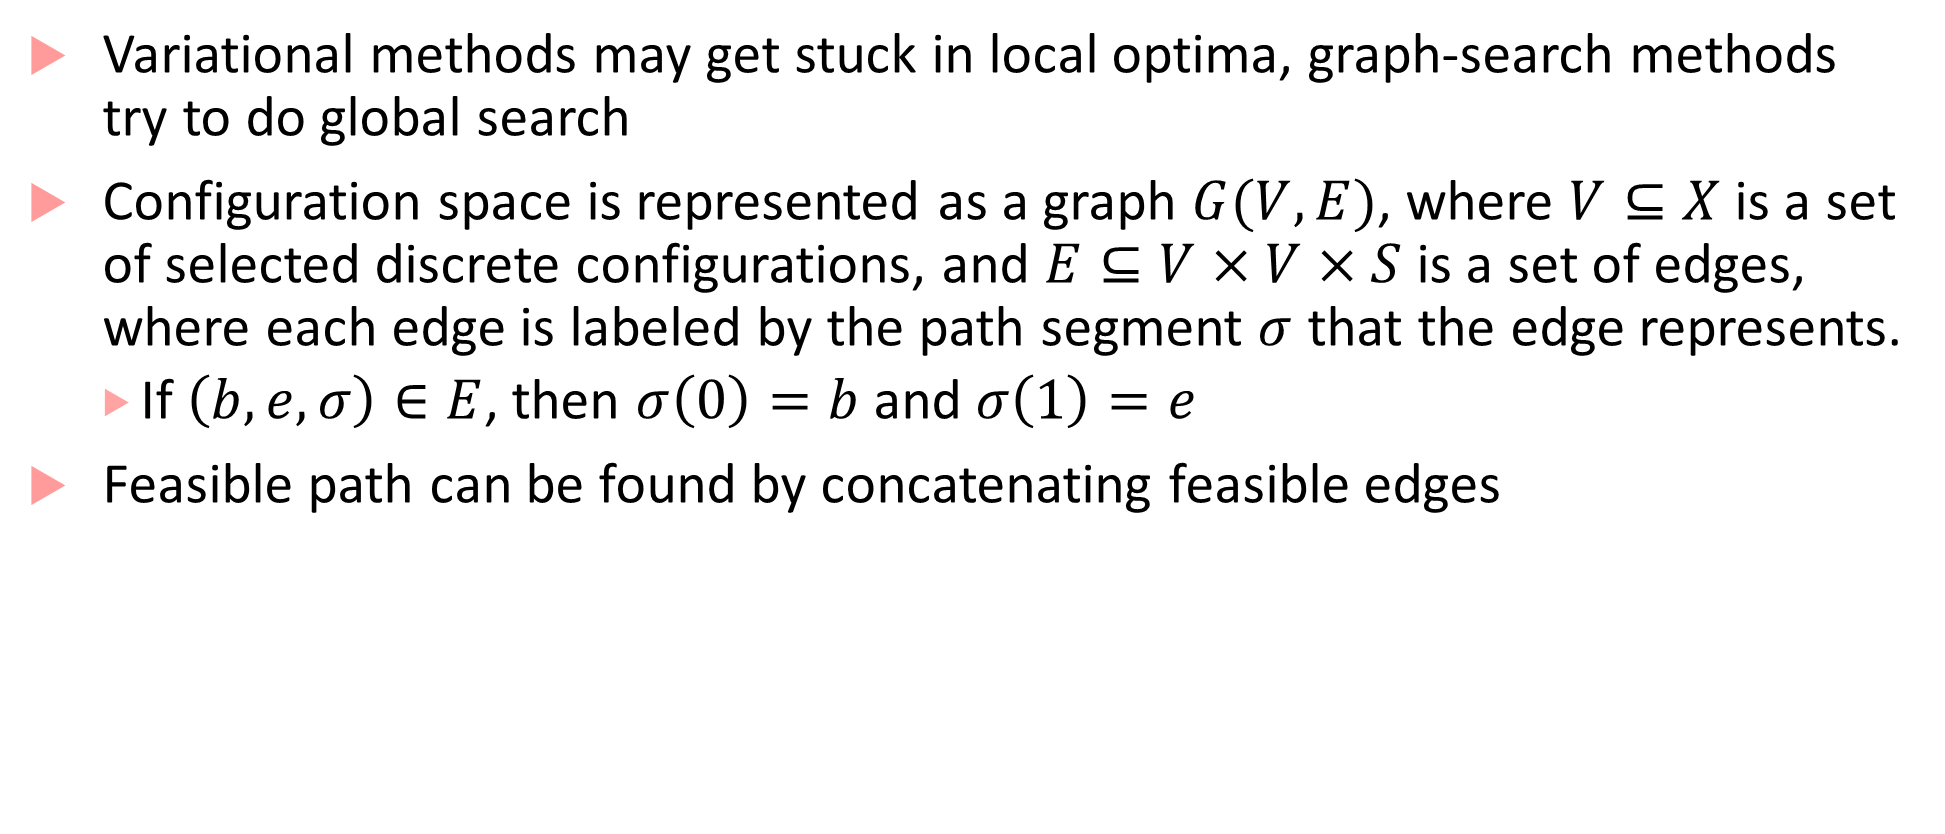 Variational methods may get stuck in local optima, graph-search methods
try to do global search
Configuration space is represented as a graph G(V, E), where V ⊆ X is a set
of selected discrete configurations, and E ⊆ V × V × S is a set of edges,
where each edge is labeled by the path segment σ that the edge represents.
If (b, e, σ) ∈ E, then σ(0) = b and σ(1) = e
Feasible path can be found by concatenating feasible edges